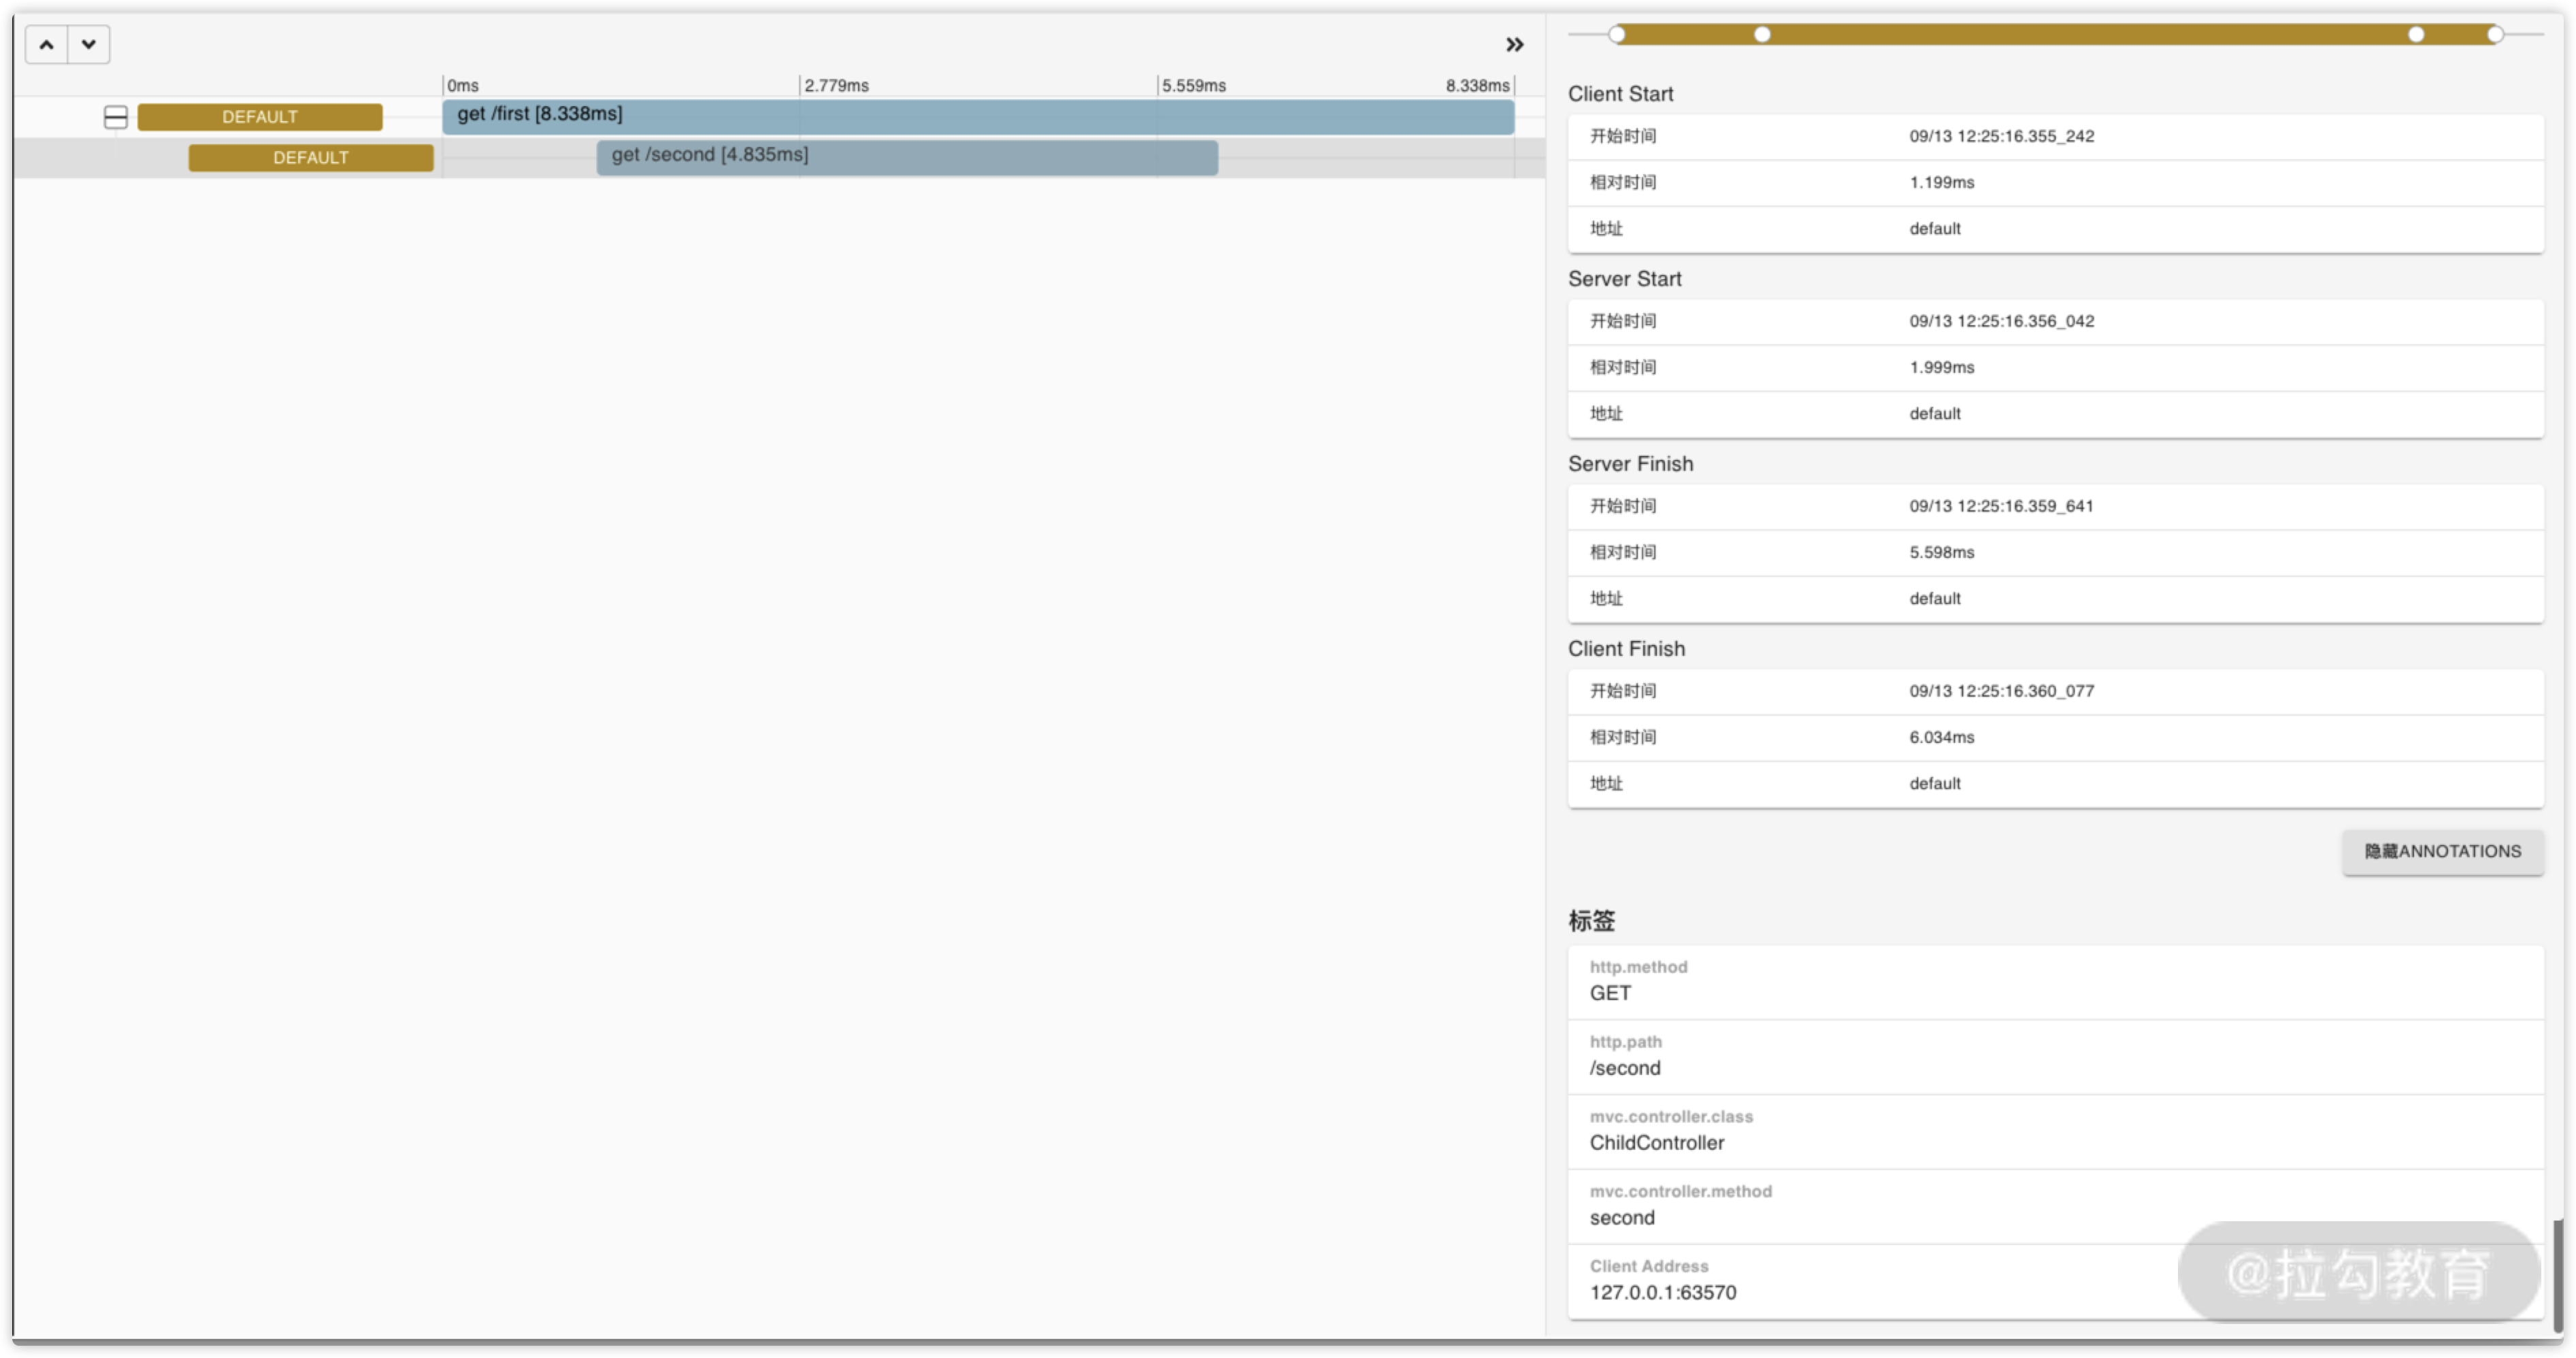 0ms 2.779ms 5.559ms 8.338ms
DEFAULT get /first [8.338ms]
DEFAULT get /second [4.835ms]
Client Start
开始时间 09/13 12:25:16.355_242
相对时间 1.199ms
地址 default
Server Start
开始时间 09/13 12:25:16.356_042
相对时间 1.999ms
地址 default
Server Finish
开始时间 09/13 12:25:16.359_641
相对时间 5.598ms
地址 default
Client Finish
开始时间 09/13 12:25:16.360_077
相对时间 6.034ms
地址 default
隐藏ANNOTATIONS
标签
http.method
GET
http.path
/second
mvc.controller.class
ChildController
mvc.controller.method
second
Client Address
127.0.0.1:63570
@拉勾教育